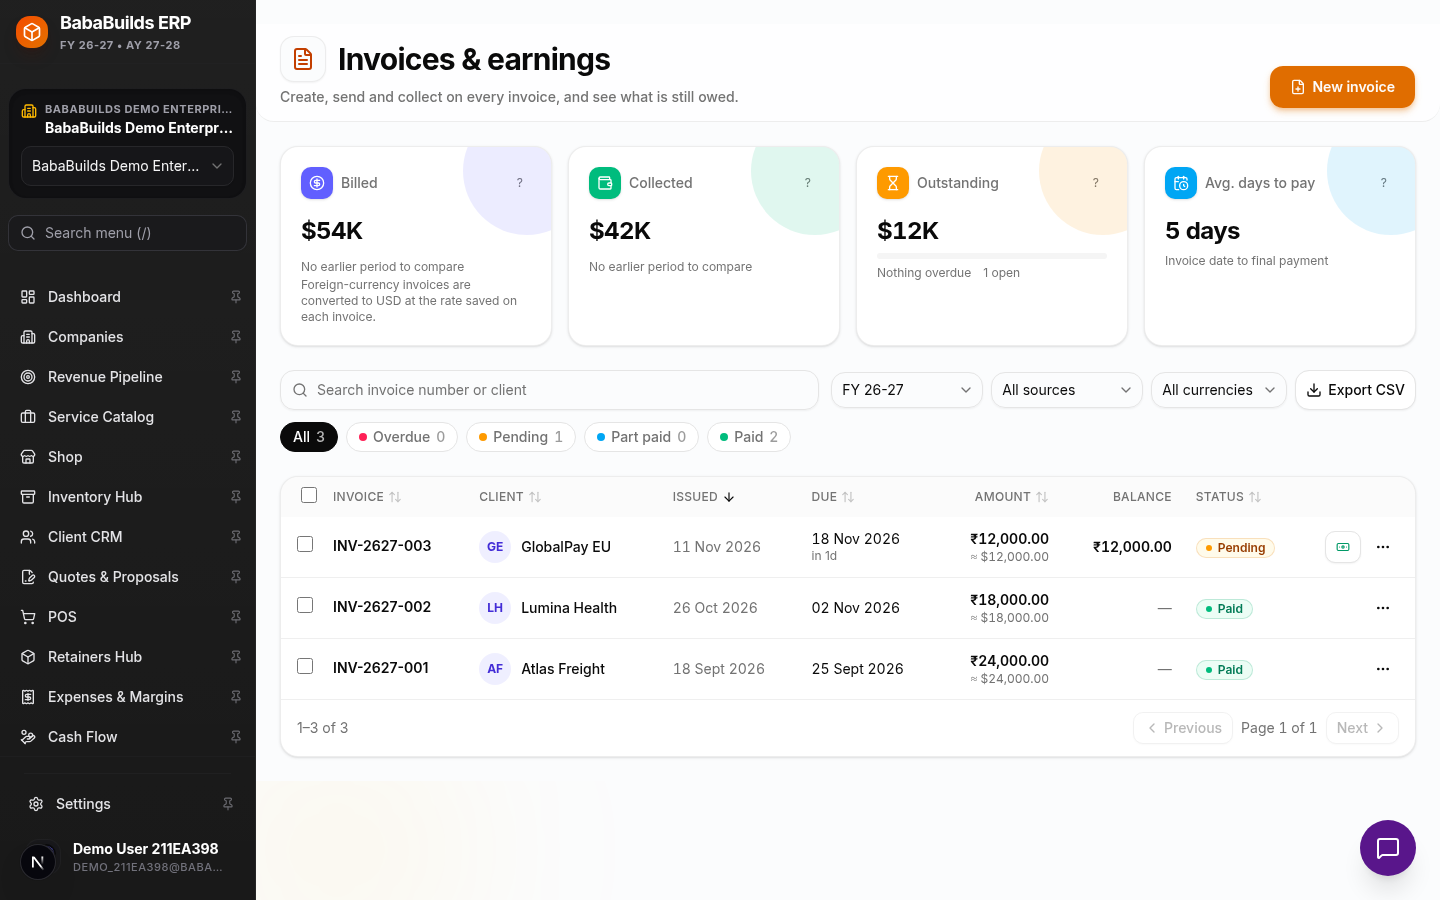 BabaBuilds ERP
FY 26-27 • AY 27-28
BABABUILDS DEMO ENTERPRI...
BabaBuilds Demo Enterpr...
BabaBuilds Demo Enter...
Search menu (/)
Dashboard
Companies
Revenue Pipeline
Service Catalog
Shop
Inventory Hub
Client CRM
Quotes & Proposals
POS
Retainers Hub
Expenses & Margins
Cash Flow
Settings
N
Demo User 211EA398
DEMO_211EA398@BABA...
Invoices & earnings
Create, send and collect on every invoice, and see what is still owed.
New invoice
Billed ?
$54K
No earlier period to compare
Foreign-currency invoices are
converted to USD at the rate saved on
each invoice.
Collected ?
$42K
No earlier period to compare
Outstanding ?
$12K
Nothing overdue 1 open
Avg. days to pay ?
5 days
Invoice date to final payment
Search invoice number or client
FY 26-27
All sources
All currencies
Export CSV
All 3
Overdue 0
Pending 1
Part paid 0
Paid 2
INVOICE CLIENT ISSUED DUE AMOUNT BALANCE STATUS
INV-2627-003 GE GlobalPay EU 11 Nov 2026 18 Nov 2026 ₹12,000.00 ₹12,000.00 Pending
in 1d ≈ $12,000.00
INV-2627-002 LH Lumina Health 26 Oct 2026 02 Nov 2026 ₹18,000.00 — Paid
≈ $18,000.00
INV-2627-001 AF Atlas Freight 18 Sept 2026 25 Sept 2026 ₹24,000.00 — Paid
≈ $24,000.00
1–3 of 3
Previous Page 1 of 1 Next